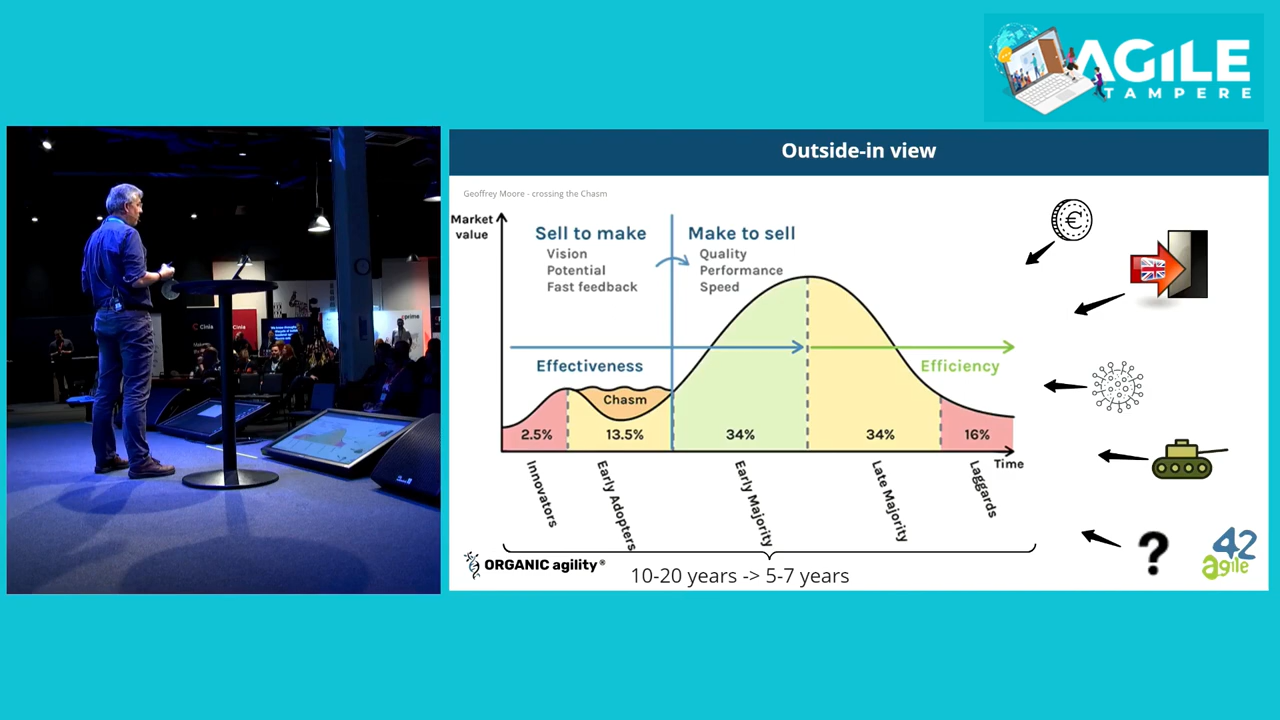 AGILE
TAMPERE
Outside-in view
Geoffrey Moore - crossing the Chasm
Market
value
Sell to make
Vision
Potential
Fast feedback
Make to sell
Quality
Performance
Speed
Effectiveness
Efficiency
Chasm
2.5%
13.5%
34%
34%
16%
Time
Innovators
Early Adopters
Early Majority
Late Majority
Laggards
€
?
ORGANIC agility®
10-20 years -> 5-7 years
42
agile
Cinia
prime